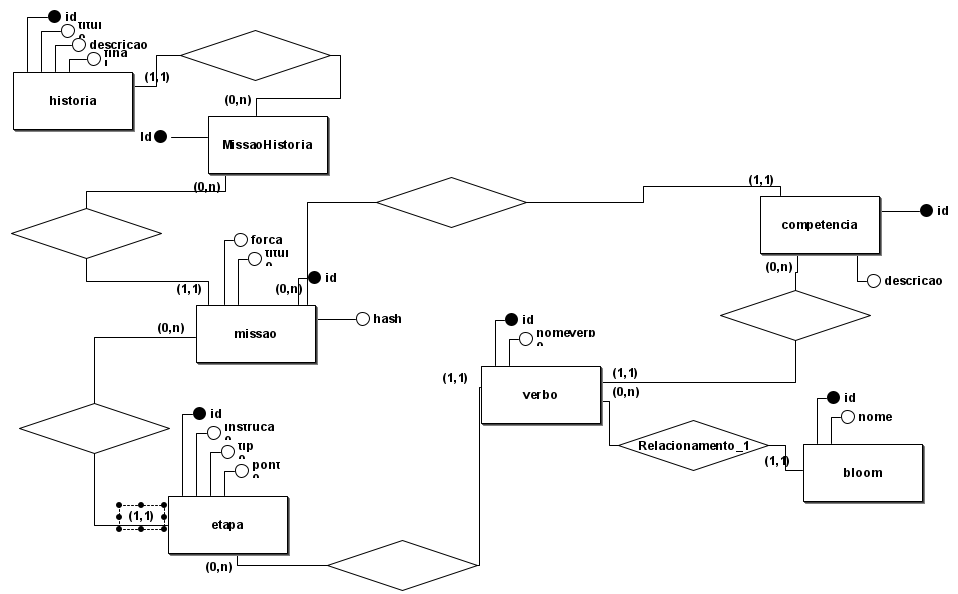 id
titulo
descricao
final
(1,1)
historia
(0,n)
Id
MissaoHistoria
(0,n)
(1,1)
(1,1)
competencia
id
(0,n)
descricao
forca
titulo
id
(0,n)
hash
(0,n)
missao
id
nomeverbo
(1,1)
verbo
(1,1)
(0,n)
Relacionamento_1
(1,1)
id
nome
bloom
id
instrucao
tipo
ponto
(1,1)
etapa
(0,n)